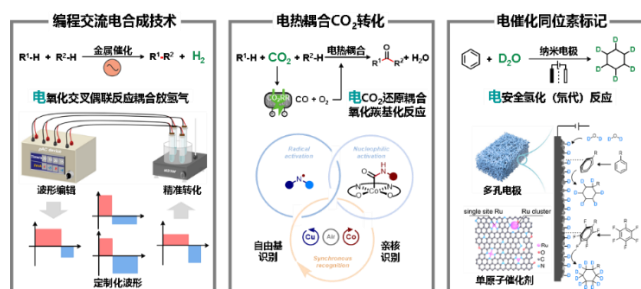 编程交流电合成技术
R¹-H + R²-H
金属催化
R¹-R² + H₂
电氧化交叉偶联反应耦合放氢气
波形编辑
精准转化
定制化波形
电热耦合CO₂转化
R¹-H + CO₂ + R²-H
电热耦合
O
R¹ R² + H₂O
CO₂RR
CO + O₂
电CO₂还原耦合
氧化羰基化反应
Radical
activation
Nucleophilic
activation
N
O
H
N
Co
自由基
识别
Cu
Air
Co
亲核
识别
Synchronous
recognition
电催化同位素标记
+ D₂O
纳米电极
D
电安全氢化（氘代）反应
多孔电极
single site Ru
Ru cluster
Ru
O
C
N
单原子催化剂